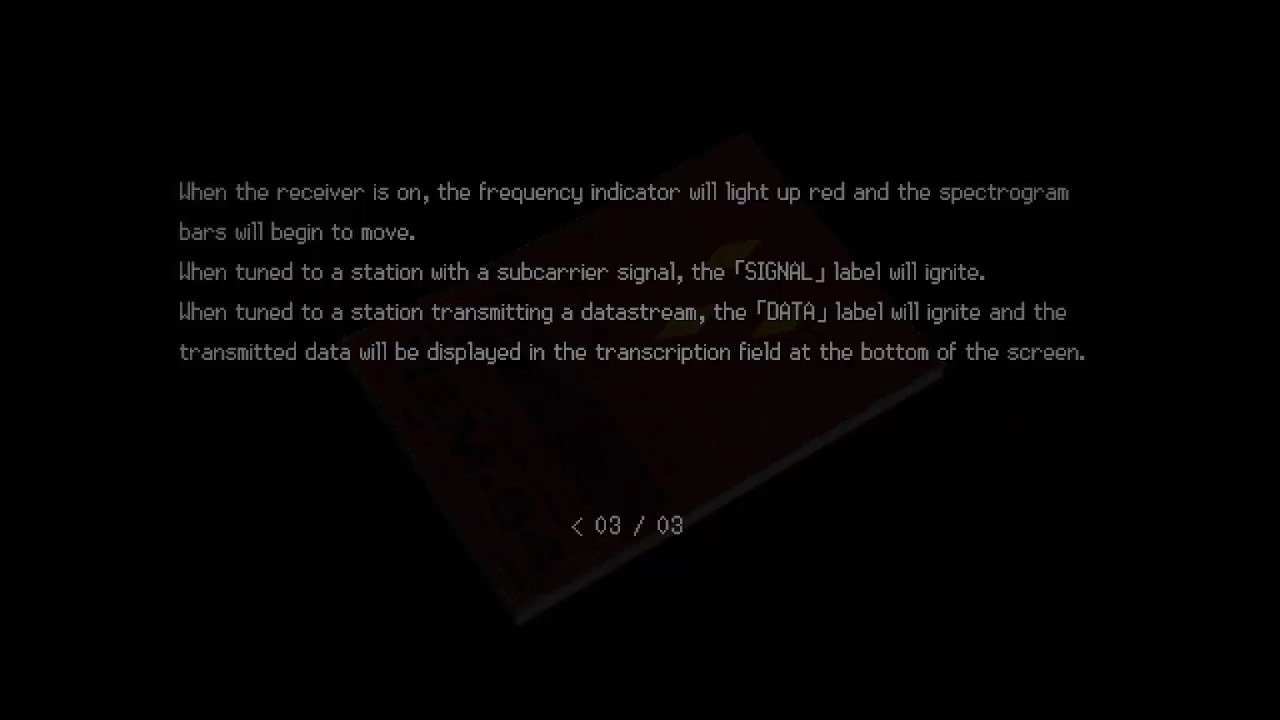 When the receiver is on, the frequency indicator will light up red and the spectrogram
bars will begin to move.
When tuned to a station with a subcarrier signal, the「SIGNAL」label will ignite.
When tuned to a station transmitting a datastream, the「DATA」label will ignite and the
transmitted data will be displayed in the transcription field at the bottom of the screen.
< 03 / 03